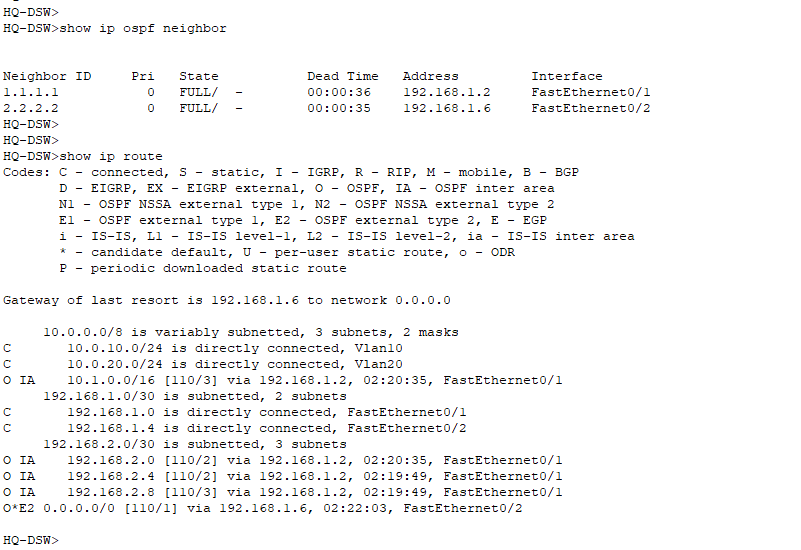 HQ-DSW>
HQ-DSW>show ip ospf neighbor
Neighbor ID     Pri   State           Dead Time   Address         Interface
1.1.1.1           0   FULL/  -        00:00:36    192.168.1.2     FastEthernet0/1
2.2.2.2           0   FULL/  -        00:00:35    192.168.1.6     FastEthernet0/2
HQ-DSW>
HQ-DSW>
HQ-DSW>show ip route
Codes: C - connected, S - static, I - IGRP, R - RIP, M - mobile, B - BGP
       D - EIGRP, EX - EIGRP external, O - OSPF, IA - OSPF inter area
       N1 - OSPF NSSA external type 1, N2 - OSPF NSSA external type 2
       E1 - OSPF external type 1, E2 - OSPF external type 2, E - EGP
       i - IS-IS, L1 - IS-IS level-1, L2 - IS-IS level-2, ia - IS-IS inter area
       * - candidate default, U - per-user static route, o - ODR
       P - periodic downloaded static route
Gateway of last resort is 192.168.1.6 to network 0.0.0.0
     10.0.0.0/8 is variably subnetted, 3 subnets, 2 masks
C       10.0.10.0/24 is directly connected, Vlan10
C       10.0.20.0/24 is directly connected, Vlan20
O IA    10.1.0.0/16 [110/3] via 192.168.1.2, 02:20:35, FastEthernet0/1
     192.168.1.0/30 is subnetted, 2 subnets
C       192.168.1.0 is directly connected, FastEthernet0/1
C       192.168.1.4 is directly connected, FastEthernet0/2
     192.168.2.0/30 is subnetted, 3 subnets
O IA    192.168.2.0 [110/2] via 192.168.1.2, 02:20:35, FastEthernet0/1
O IA    192.168.2.4 [110/2] via 192.168.1.2, 02:19:49, FastEthernet0/1
O IA    192.168.2.8 [110/3] via 192.168.1.2, 02:19:49, FastEthernet0/1
O*E2 0.0.0.0/0 [110/1] via 192.168.1.6, 02:22:03, FastEthernet0/2
HQ-DSW>